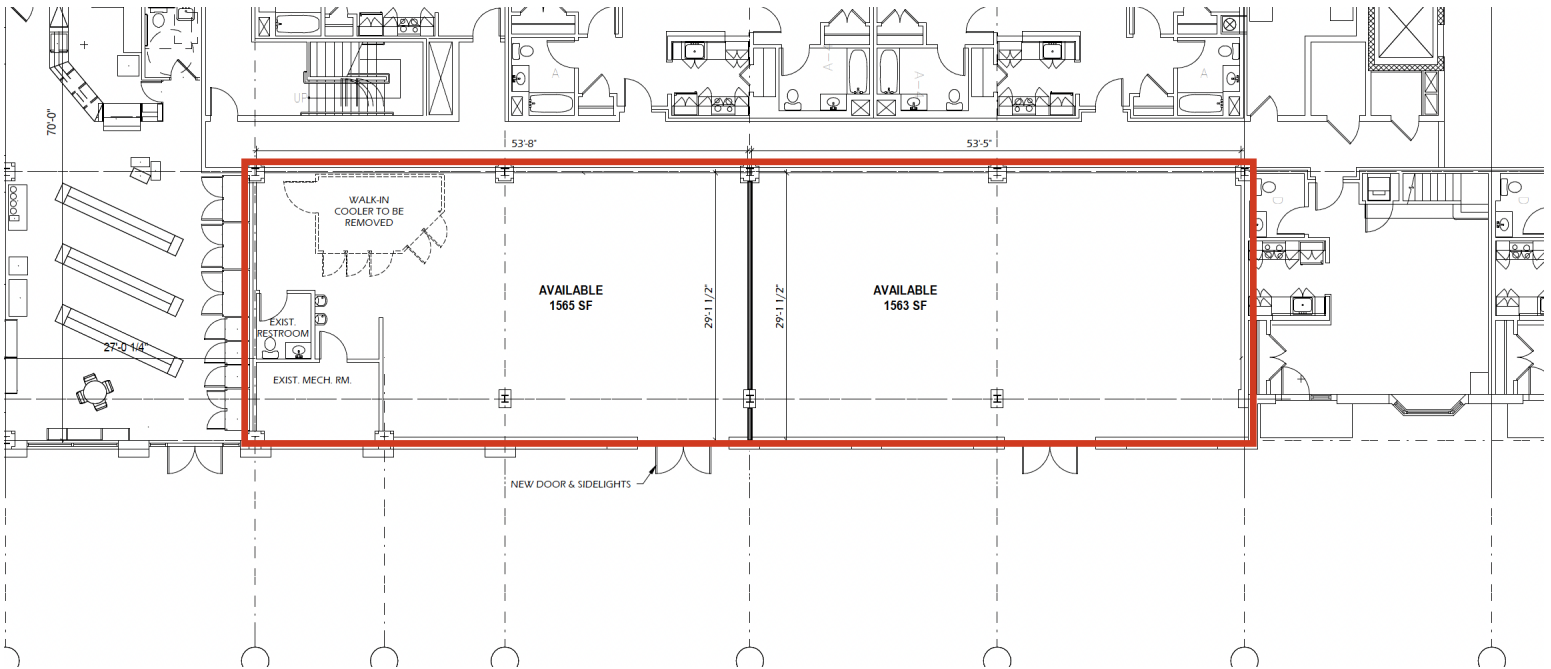 UP
A
A
70'-0"
53'-8"
53'-5"
WALK-IN
COOLER TO BE
REMOVED
AVAILABLE
1565 SF
29'-1 1/2"
29'-1 1/2"
AVAILABLE
1563 SF
EXIST.
RESTROOM
27'-0 1/4"
EXIST. MECH. RM.
NEW DOOR & SIDELIGHTS